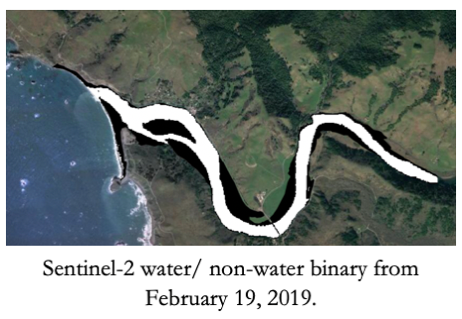 Sentinel-2 water/ non-water binary from
February 19, 2019.